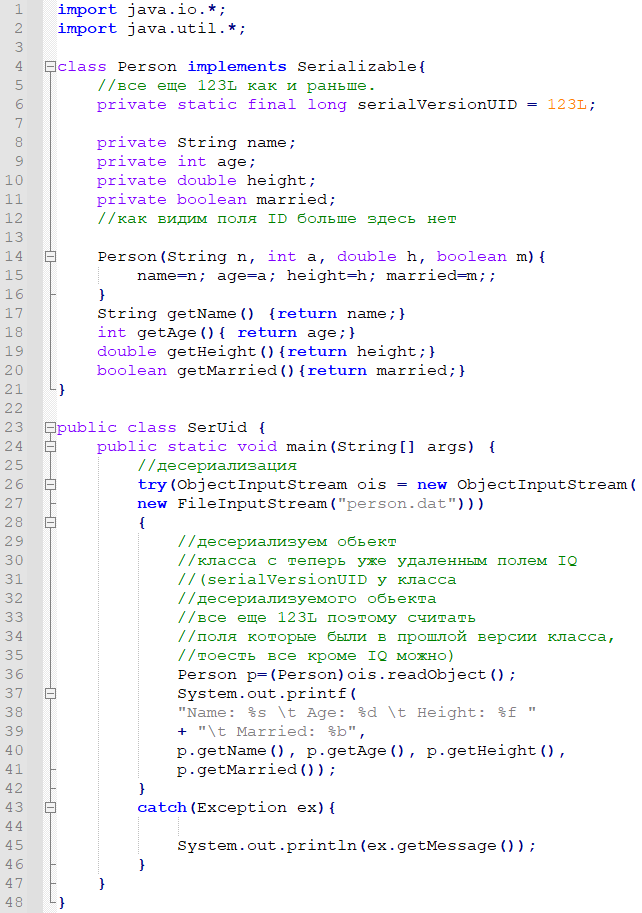 1 import java.io.*;
2 import java.util.*;
3
4 class Person implements Serializable{
5     //все еще 123L как и раньше.
6     private static final long serialVersionUID = 123L;
7
8     private String name;
9     private int age;
10     private double height;
11     private boolean married;
12     //как видим поля ID больше здесь нет
13
14     Person(String n, int a, double h, boolean m){
15         name=n; age=a; height=h; married=m;;
16     }
17     String getName() {return name;}
18     int getAge(){ return age;}
19     double getHeight(){return height;}
20     boolean getMarried(){return married;}
21 }
22
23 public class SerUid {
24     public static void main(String[] args) {
25         //десериализация
26         try(ObjectInputStream ois = new ObjectInputStream(
27         new FileInputStream("person.dat")))
28         {
29             //десериализуем обьект
30             //класса с теперь уже удаленным полем IQ
31             //(serialVersionUID у класса
32             //десериализуемого обьекта
33             //все еще 123L поэтому считать
34             //поля которые были в прошлой версии класса,
35             //тоесть все кроме IQ можно)
36             Person p=(Person)ois.readObject();
37             System.out.printf(
38             "Name: %s \t Age: %d \t Height: %f "
39             + "\t Married: %b",
40             p.getName(), p.getAge(), p.getHeight(),
41             p.getMarried());
42         }
43         catch(Exception ex){
44
45             System.out.println(ex.getMessage());
46         }
47     }
48 }